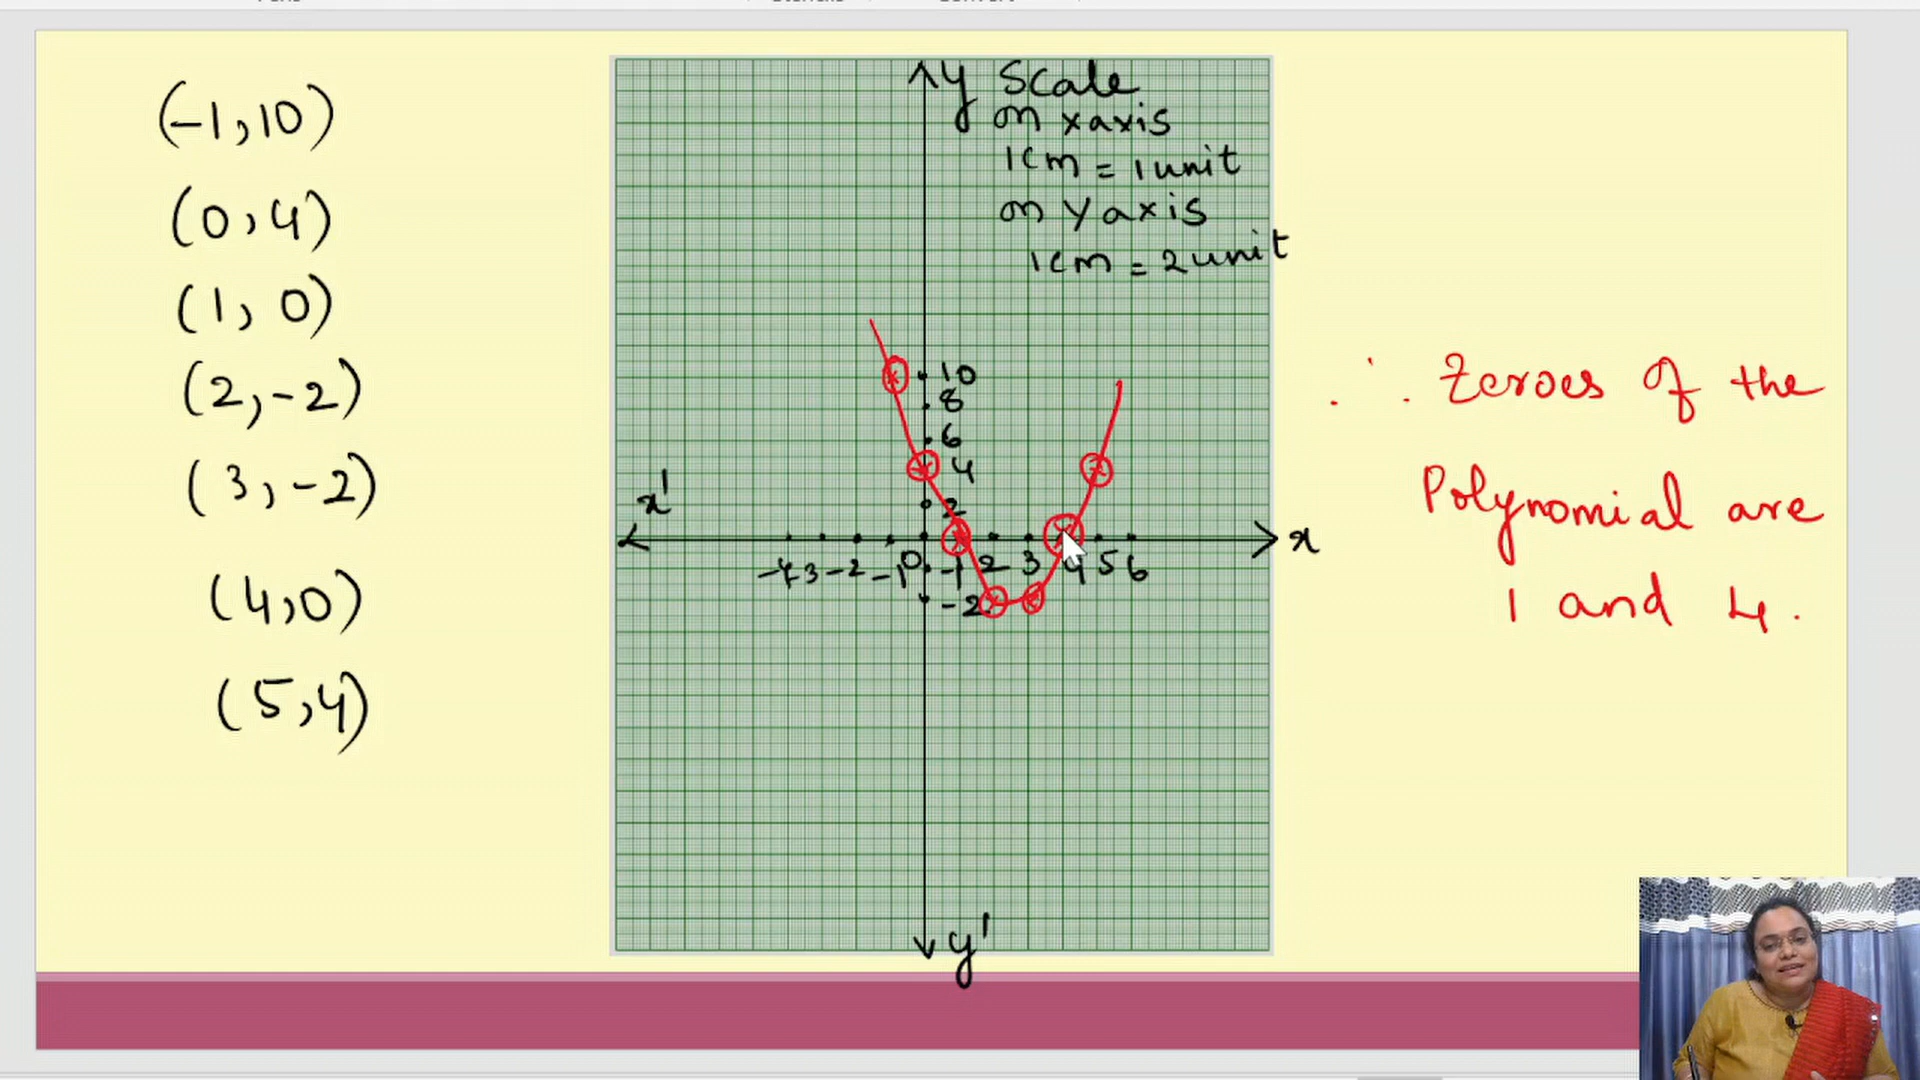 (-1,10)
(0,4)
(1,0)
(2,-2)
(3,-2)
(4,0)
(5,4)
y Scale
on x axis
1cm = 1 unit
on y axis
1cm = 2 unit
10
8
6
4
2
x'
x
-4 -3 -2 -1 0 1 2 3 4 5 6
-2
y'
∴ Zeroes of the
Polynomial are
1 and 4.